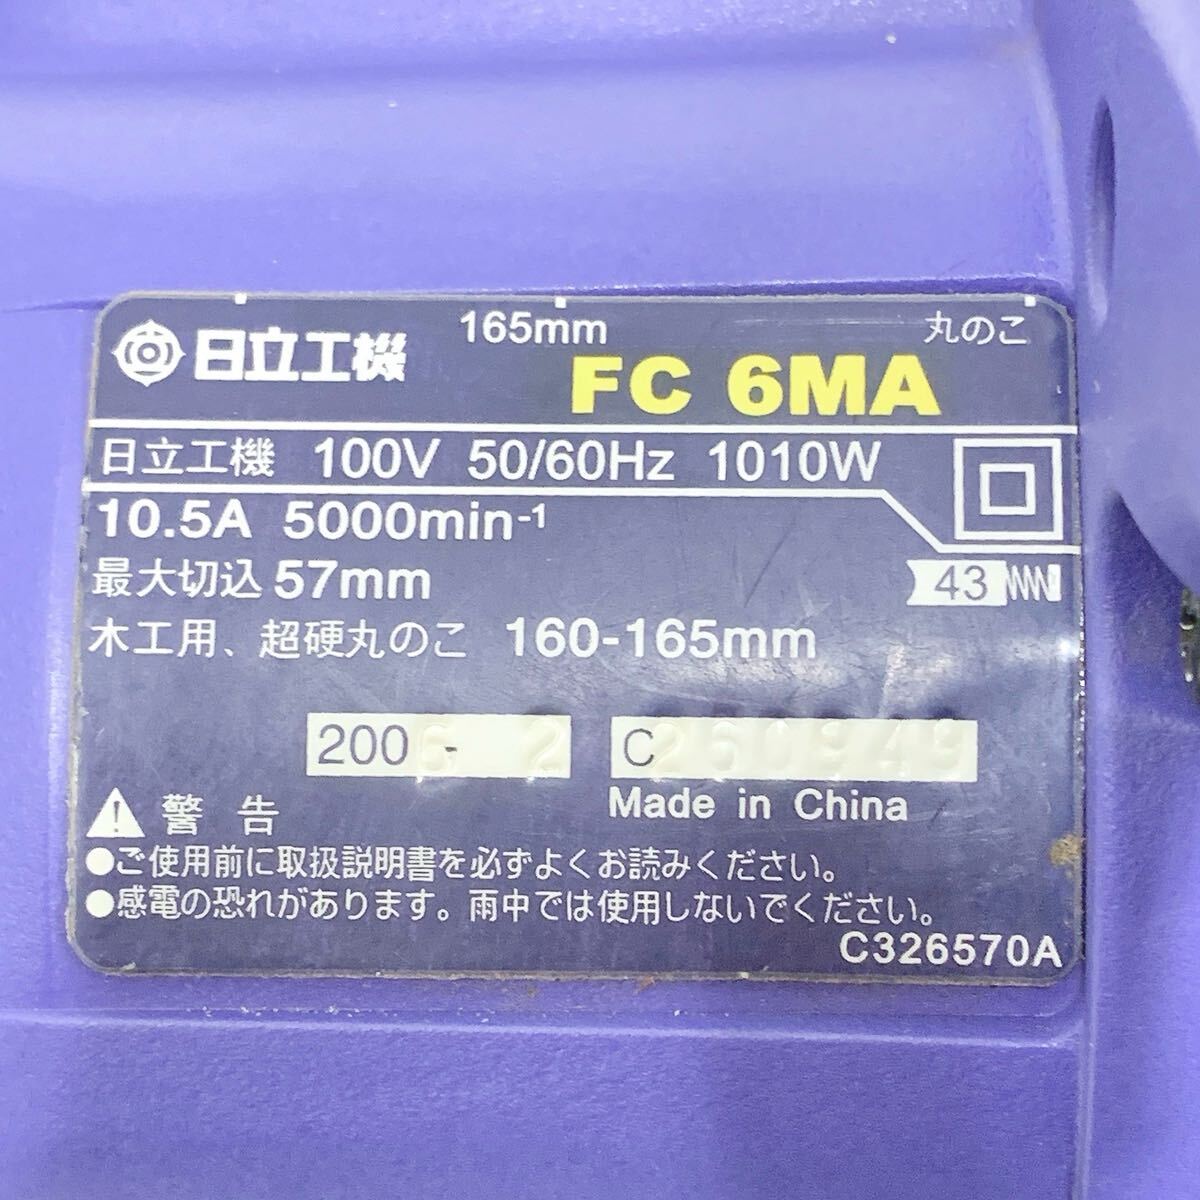 日立工機 165mm 丸のこ
FC 6MA
日立工機 100V 50/60Hz 1010W
10.5A 5000min-1
最大切込 57mm
43
木工用、超硬丸のこ 160-165mm
2006 - 2 C
Made in China
警 告
●ご使用前に取扱説明書を必ずよくお読みください。
●感電の恐れがあります。雨中では使用しないでください。
C326570A